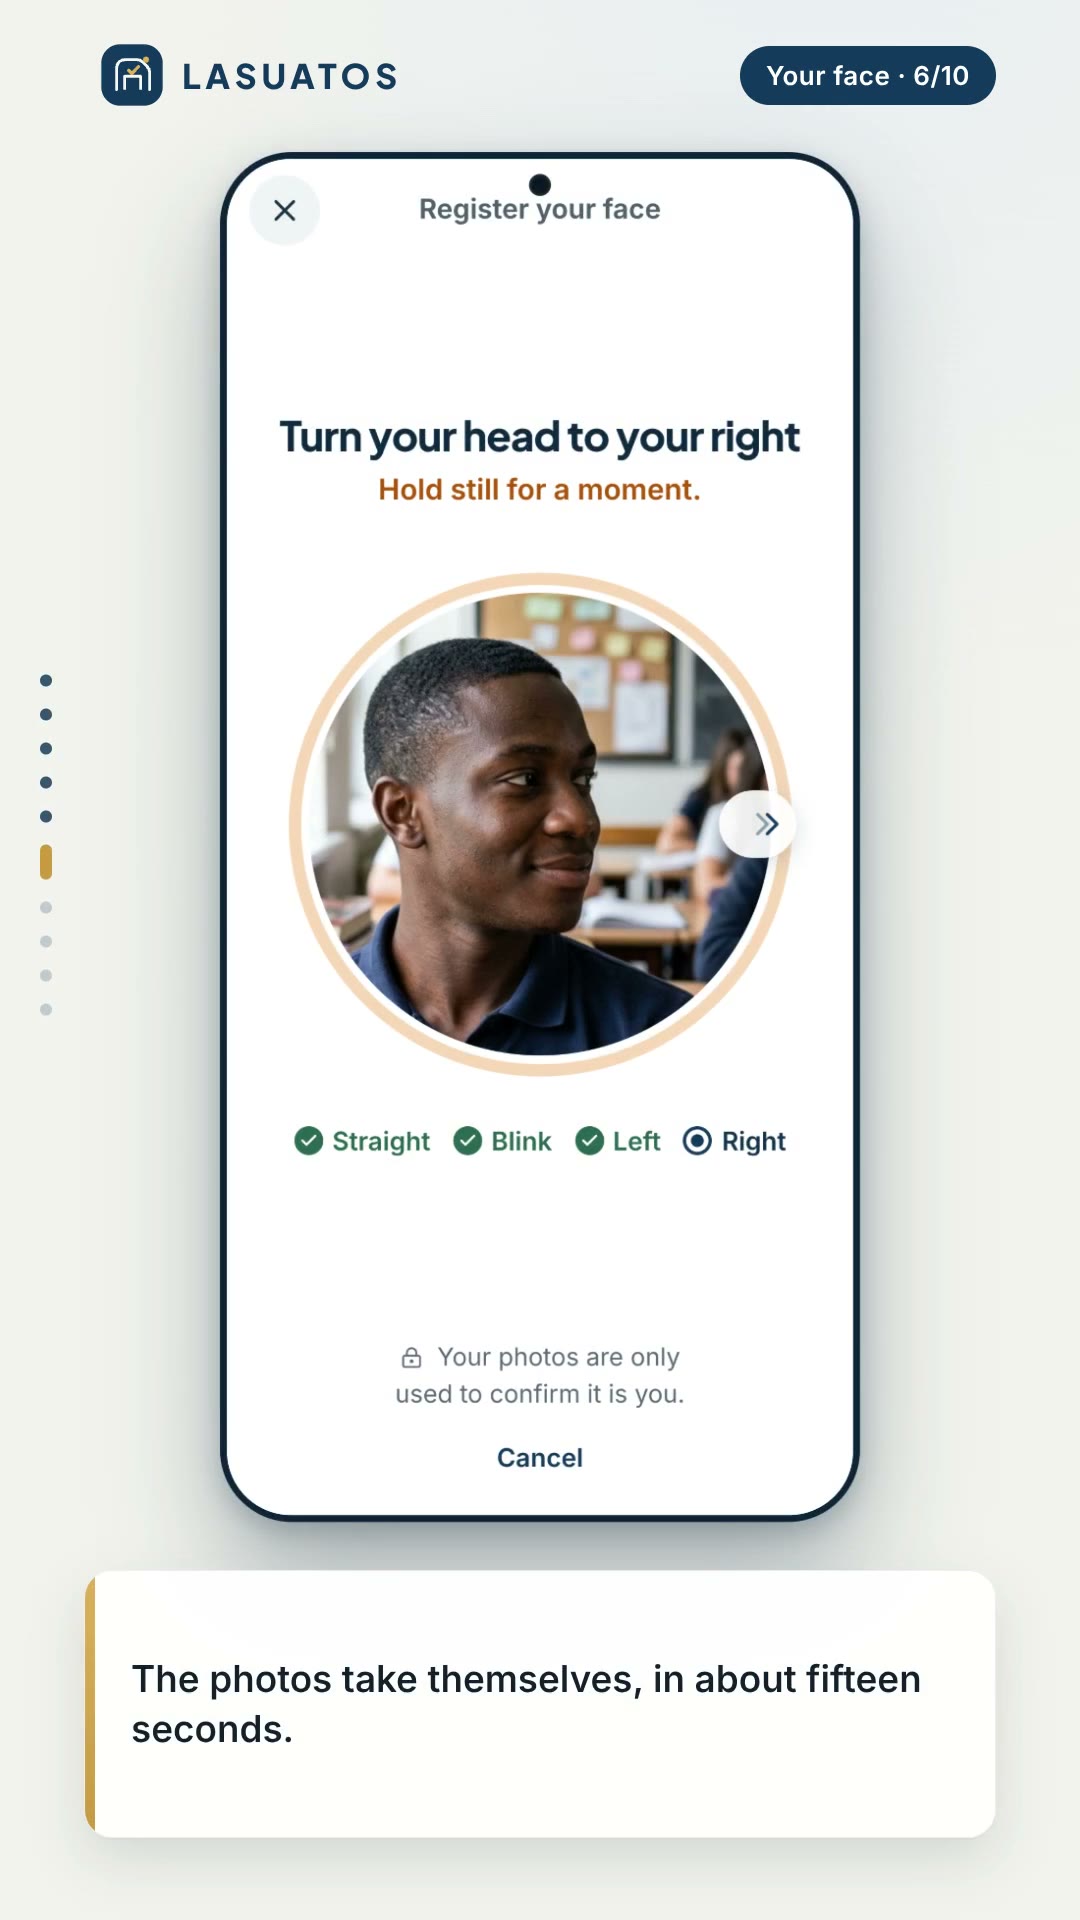 LASUATOS
Your face · 6/10
Register your face
Turn your head to your right
Hold still for a moment.
Straight Blink Left Right
Your photos are only
used to confirm it is you.
Cancel
The photos take themselves, in about fifteen
seconds.